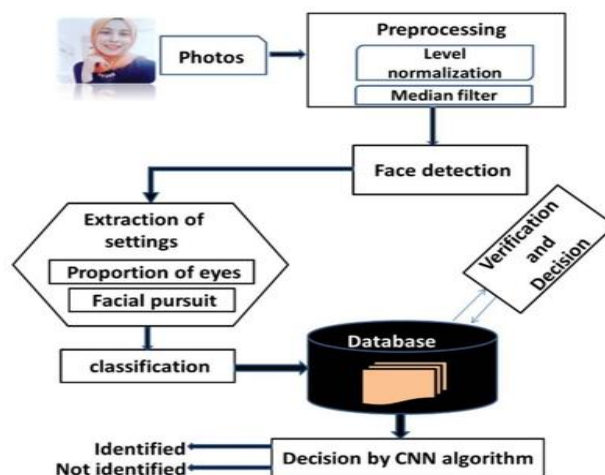 Photos
Preprocessing
Level
normalization
Median filter
Face detection
Extraction of
settings
Proportion of eyes
Facial pursuit
classification
Database
Verification
and
Decision
Decision by CNN algorithm
Identified
Not identified